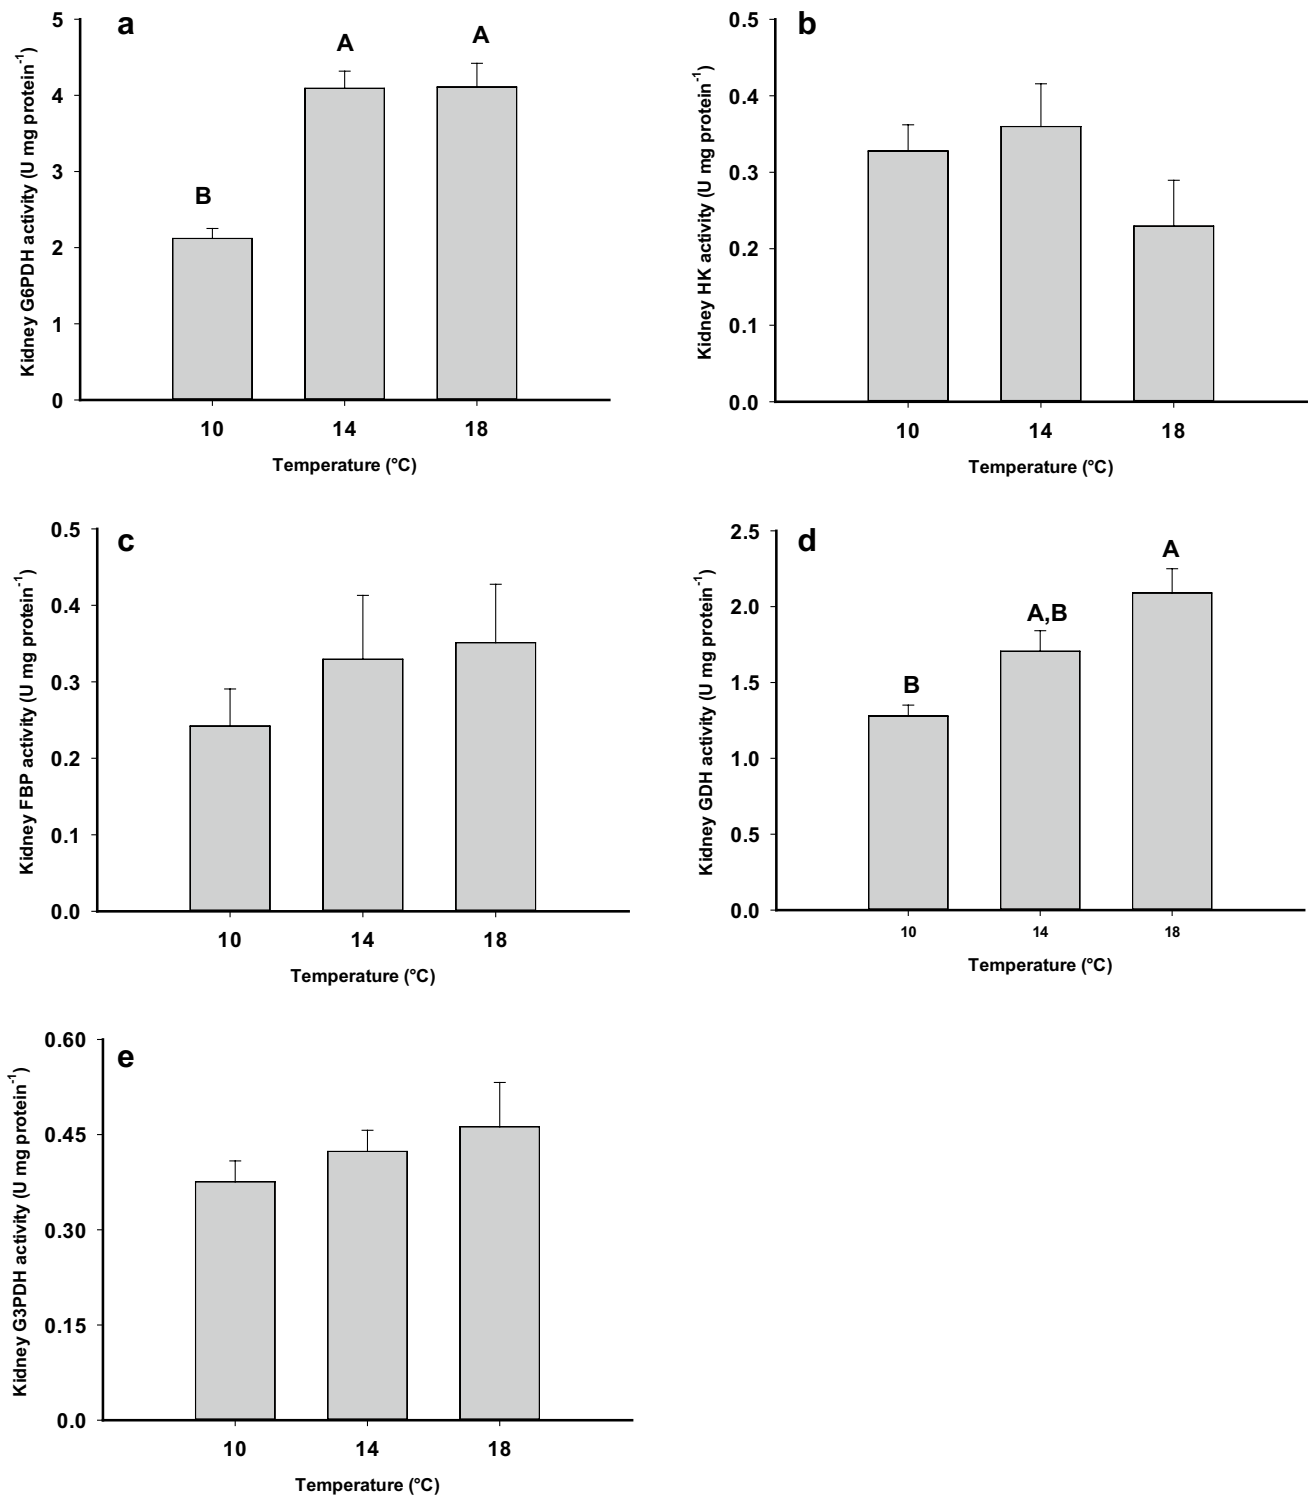 a
Kidney G6PDH activity (U mg protein⁻¹)
5
4
3
2
1
0
B
A
A
10
14
18
Temperature (°C)
b
Kidney HK activity (U mg protein⁻¹)
0.5
0.4
0.3
0.2
0.1
0.0
10
14
18
Temperature (°C)
c
Kidney FBP activity (U mg protein⁻¹)
0.5
0.4
0.3
0.2
0.1
0.0
10
14
18
Temperature (°C)
d
Kidney GDH activity (U mg protein⁻¹)
2.5
2.0
1.5
1.0
0.5
0.0
B
A,B
A
10
14
18
Temperature (°C)
e
Kidney G3PDH activity (U mg protein⁻¹)
0.60
0.45
0.30
0.15
0.0
10
14
18
Temperature (°C)